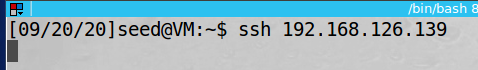 /bin/bash 8
[09/20/20]seed@VM:~$ ssh 192.168.126.139